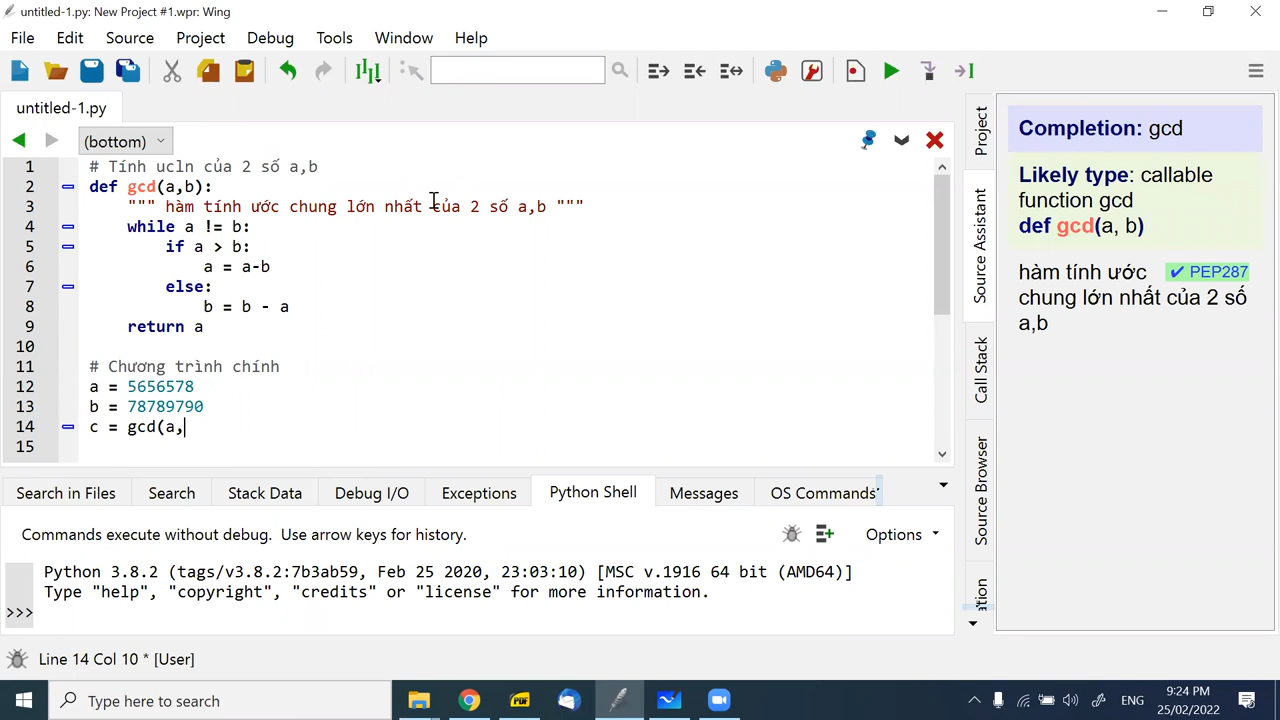 untitled-1.py: New Project #1.wpr: Wing
File Edit Source Project Debug Tools Window Help
untitled-1.py
(bottom)
1 # Tính ucln của 2 số a,b
2 def gcd(a,b):
3 """ hàm tính ước chung lớn nhất của 2 số a,b """
4 while a != b:
5 if a > b:
6 a = a-b
7 else:
8 b = b - a
9 return a
10
11 # Chương trình chính
12 a = 5656578
13 b = 78789790
14 c = gcd(a,
15
Project
Source Assistant
Call Stack
Source Browser
Completion: gcd
Likely type: callable
function gcd
def gcd(a, b)
hàm tính ước ✔ PEP287
chung lớn nhất của 2 số
a,b
Search in Files Search Stack Data Debug I/O Exceptions Python Shell Messages OS Commands
Commands execute without debug. Use arrow keys for history.
Options
Python 3.8.2 (tags/v3.8.2:7b3ab59, Feb 25 2020, 23:03:10) [MSC v.1916 64 bit (AMD64)]
Type "help", "copyright", "credits" or "license" for more information.
>>>
Line 14 Col 10 * [User]
Type here to search
PDF
ENG
9:24 PM
25/02/2022